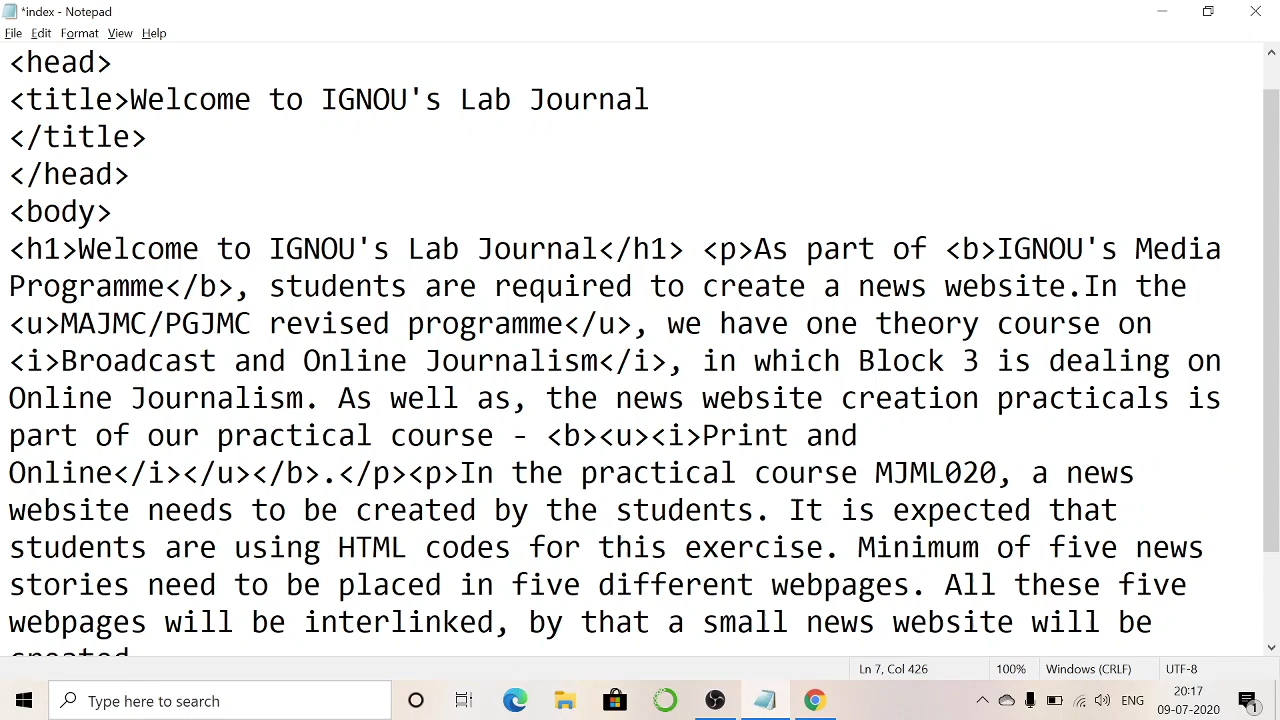 *index - Notepad
File Edit Format View Help
<head>
<title>Welcome to IGNOU's Lab Journal
</title>
</head>
<body>
<h1>Welcome to IGNOU's Lab Journal</h1> <p>As part of <b>IGNOU's Media
Programme</b>, students are required to create a news website.In the
<u>MAJMC/PGJMC revised programme</u>, we have one theory course on
<i>Broadcast and Online Journalism</i>, in which Block 3 is dealing on
Online Journalism. As well as, the news website creation practicals is
part of our practical course - <b><u><i>Print and
Online</i></u></b>.</p><p>In the practical course MJML020, a news
website needs to be created by the students. It is expected that
students are using HTML codes for this exercise. Minimum of five news
stories need to be placed in five different webpages. All these five
webpages will be interlinked, by that a small news website will be
created
Ln 7, Col 426 100% Windows (CRLF) UTF-8
Type here to search
ENG
20:17
09-07-2020
1